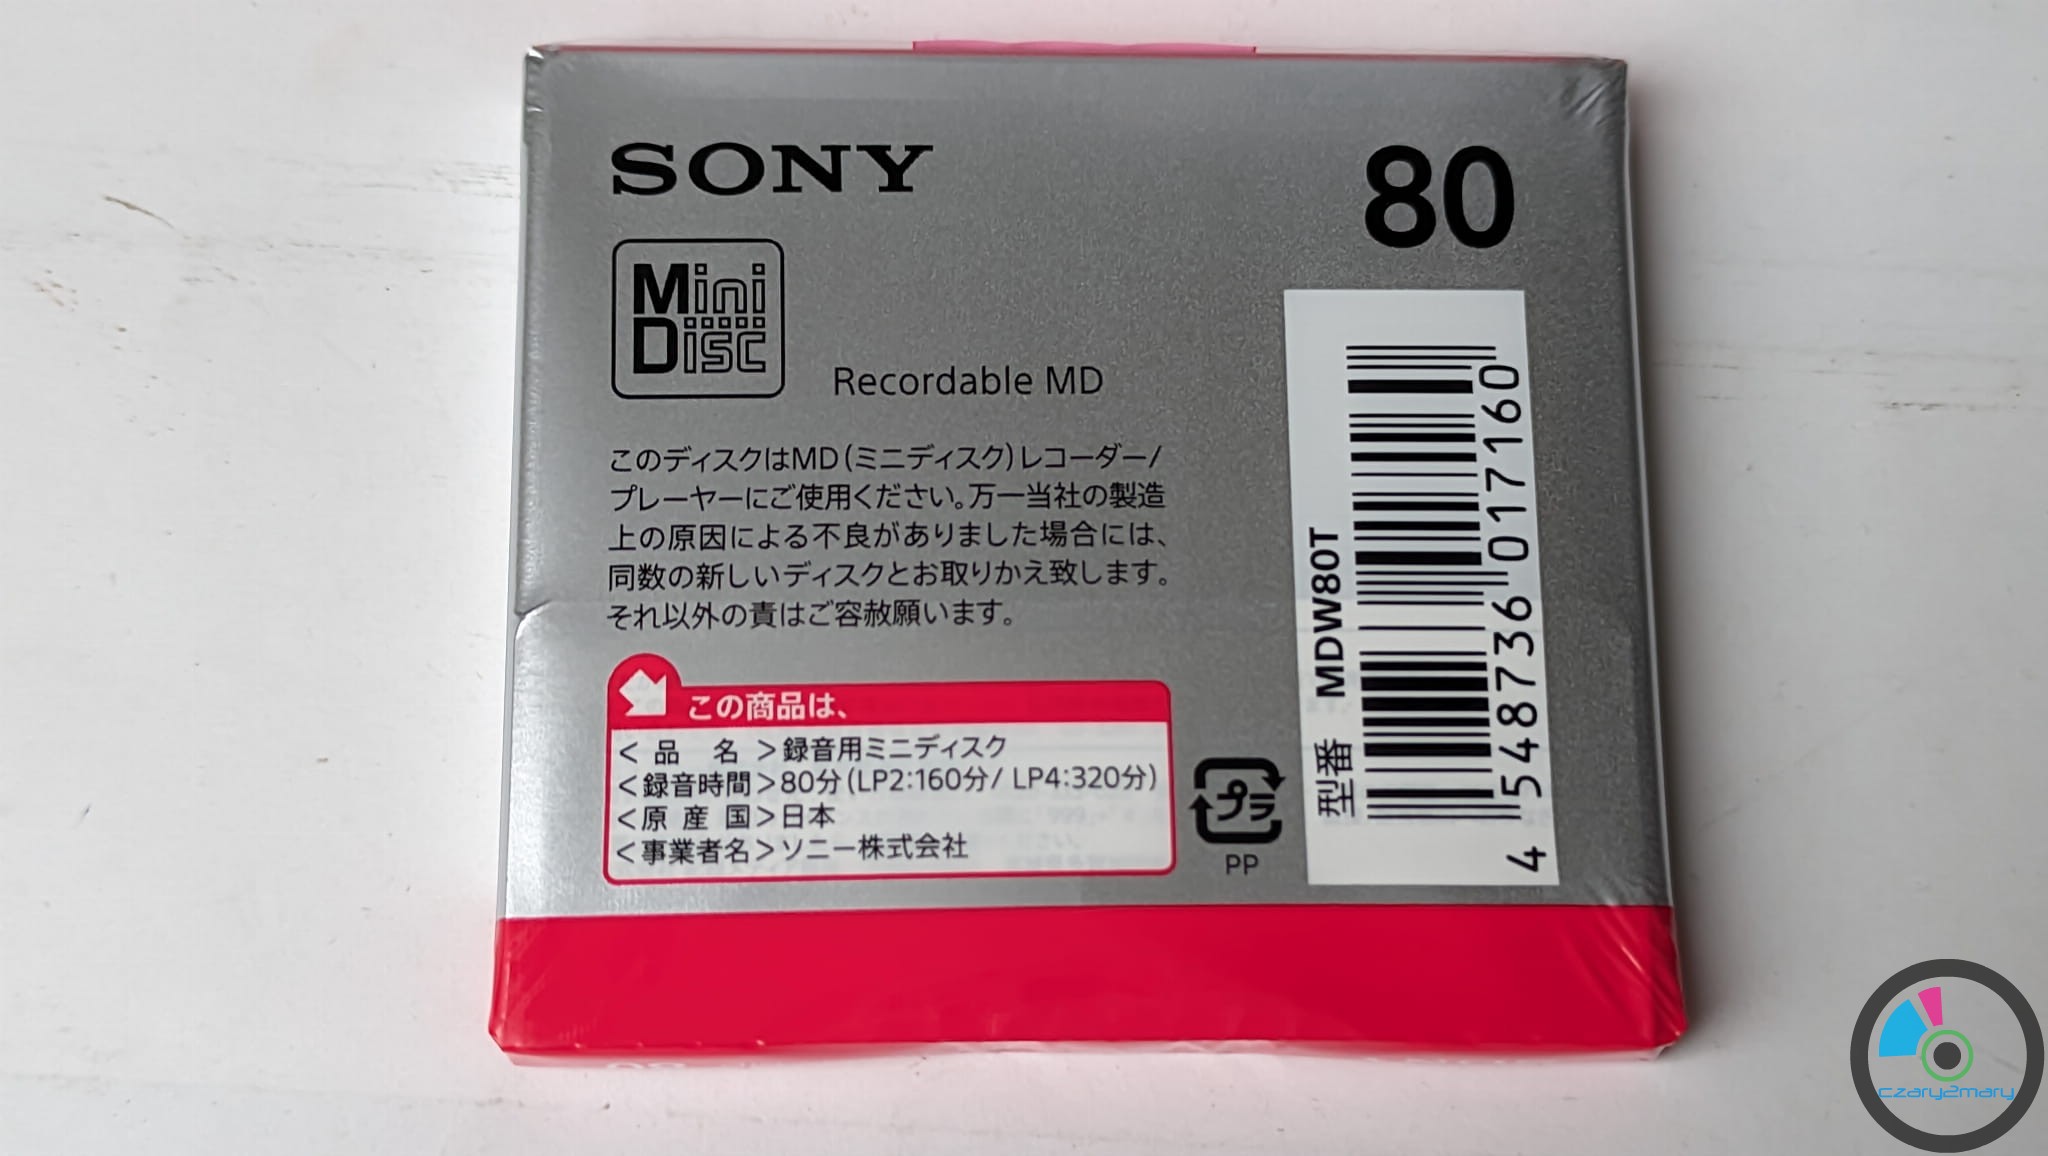 SONY
80
Mini
Disc
Recordable MD
このディスクはMD(ミニディスク)レコーダー/
プレーヤーにご使用ください。万一当社の製造
上の原因による不良がありました場合には、
同数の新しいディスクとお取りかえ致します。
それ以外の責はご容赦願います。
この商品は、
<品 名>録音用ミニディスク
<録音時間>80分(LP2:160分/ LP4:320分)
<原 産 国>日本
<事業者名>ソニー株式会社
プラ
PP
型番 MDW80T
4 548736 017160
czary2mary